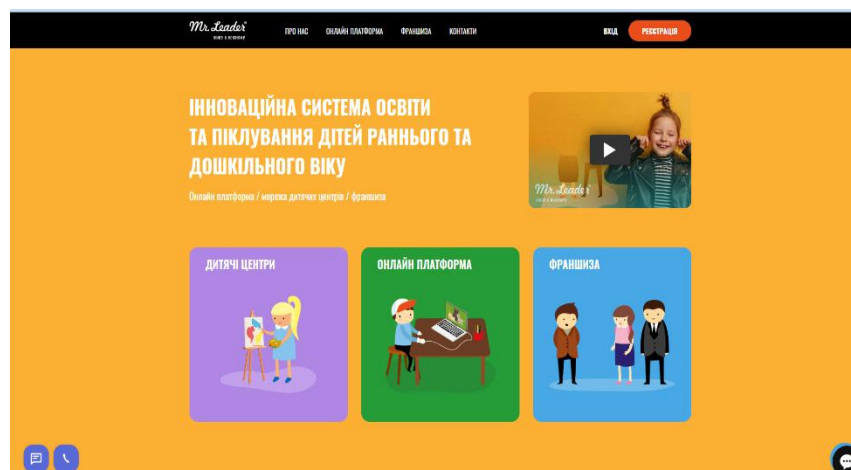 Mr. Leader
ПРО НАС ОНЛАЙН ПЛАТФОРМА ФРАНШИЗА КОНТАКТИ ВХІД РЕЄСТРАЦІЯ
ІННОВАЦІЙНА СИСТЕМА ОСВІТИ
ТА ПІКЛУВАННЯ ДІТЕЙ РАННЬОГО ТА
ДОШКІЛЬНОГО ВІКУ
Онлайн платформа / мережа дитячих центрів / франшиза
Mr. Leader
ДИТЯЧІ ЦЕНТРИ
ОНЛАЙН ПЛАТФОРМА
ФРАНШИЗА